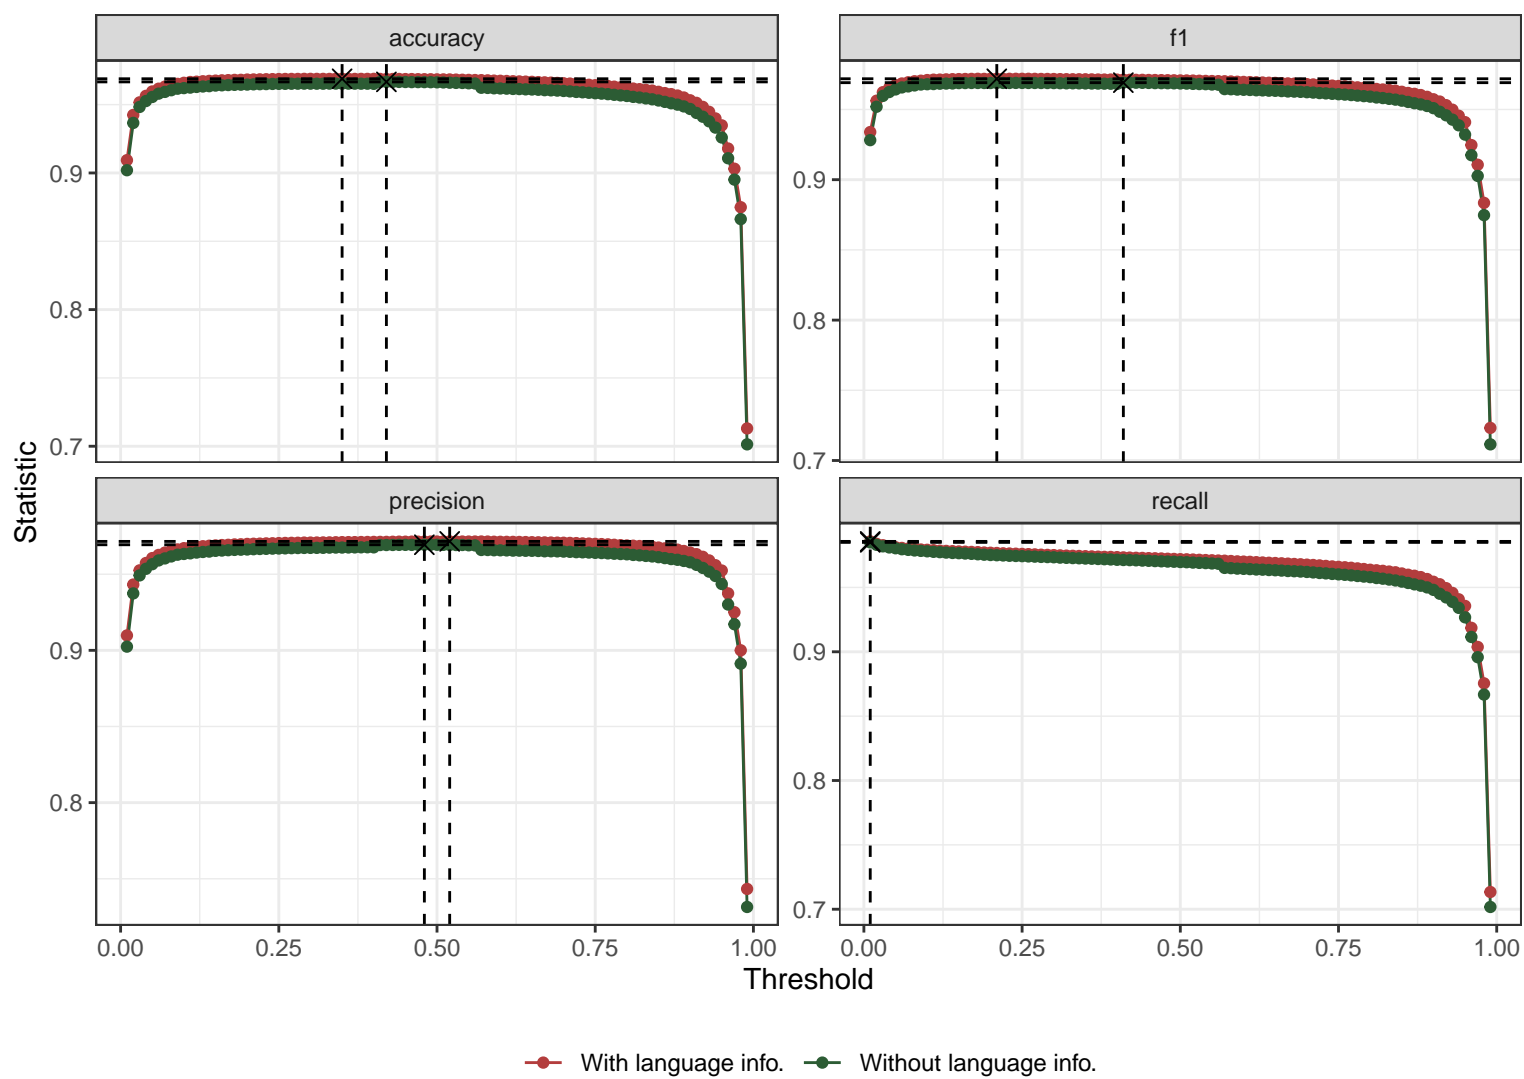 accuracy
f1
0.9
0.8
0.7
0.9
0.8
0.7
Statistic
precision
recall
0.9
0.8
0.9
0.8
0.7
0.00 0.25 0.50 0.75 1.00
0.00 0.25 0.50 0.75 1.00
Threshold
With language info. Without language info.